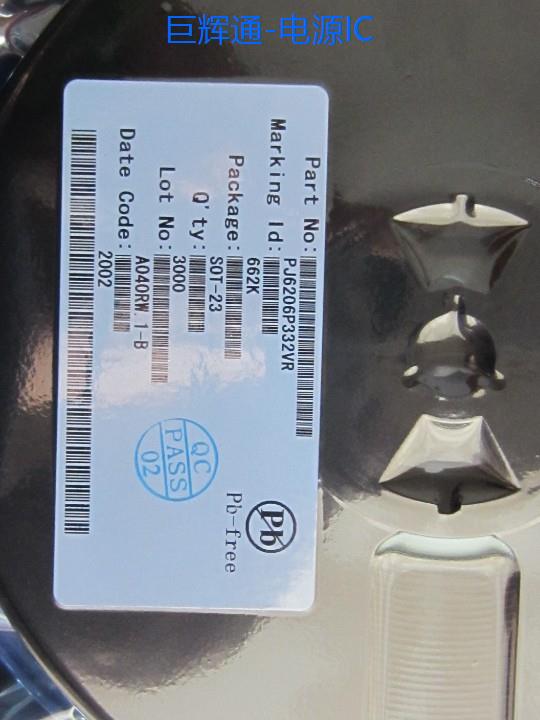 巨辉通-电源IC
Part No:
PJ6206P332VR
Marking Id:
662K
Package:
SOT-23
Q'ty:
3000
Lot No:
A040RW.1-B
Date Code:
2002
QC
PASS
02
Pb
Pb-free